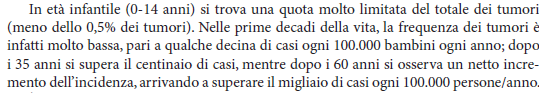 In età infantile (0-14 anni) si trova una quota molto limitata del totale dei tumori
(meno dello 0,5% dei tumori). Nelle prime decadi della vita, la frequenza dei tumori è
infatti molto bassa, pari a qualche decina di casi ogni 100.000 bambini ogni anno; dopo
i 35 anni si supera il centinaio di casi, mentre dopo i 60 anni si osserva un netto incre-
mento dell'incidenza, arrivando a superare il migliaio di casi ogni 100.000 persone/anno.